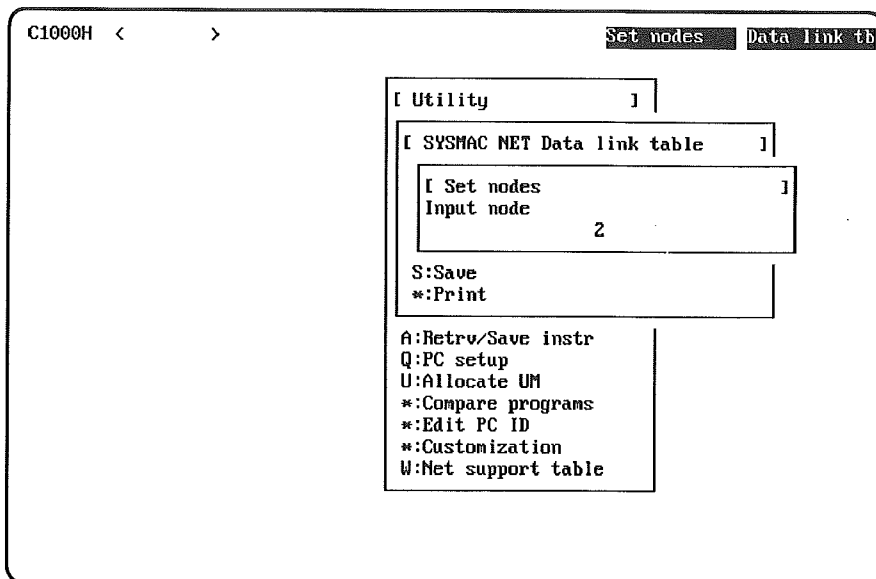 C1000H < > Set nodes Data link tb
[ Utility ]
[ SYSMAC NET Data link table ]
[ Set nodes ]
Input node
2
S:Save
*:Print
A:Retrv/Save instr
Q:PC setup
U:Allocate UM
*:Compare programs
*:Edit PC ID
*:Customization
W:Net support table